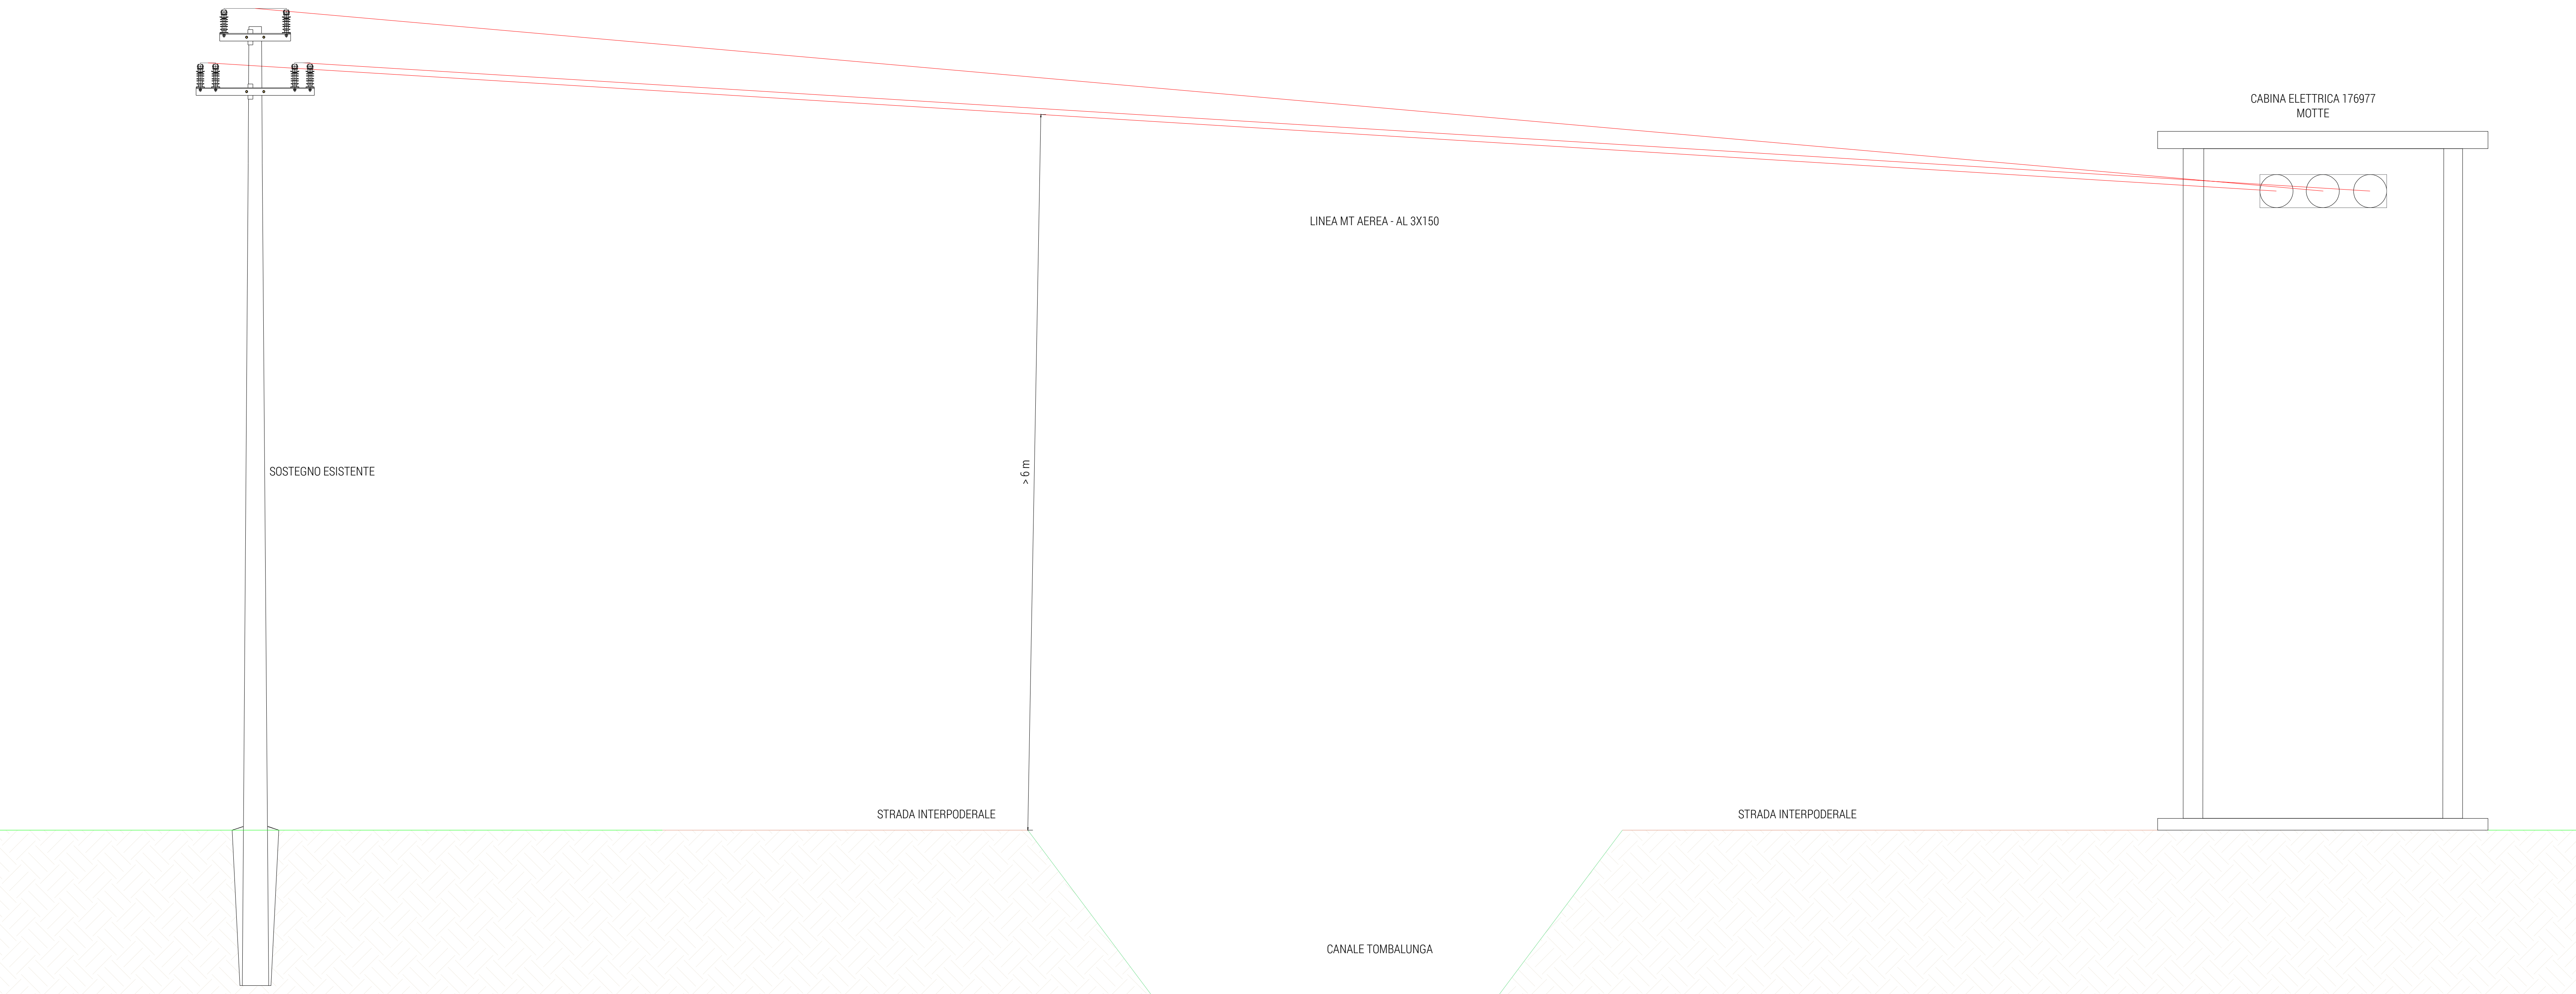 CABINA ELETTRICA 176977
MOTTE
LINEA MT AEREA - AL 3X150
SOSTEGNO ESISTENTE
> 6 m
STRADA INTERPODERALE
STRADA INTERPODERALE
CANALE TOMBALUNGA